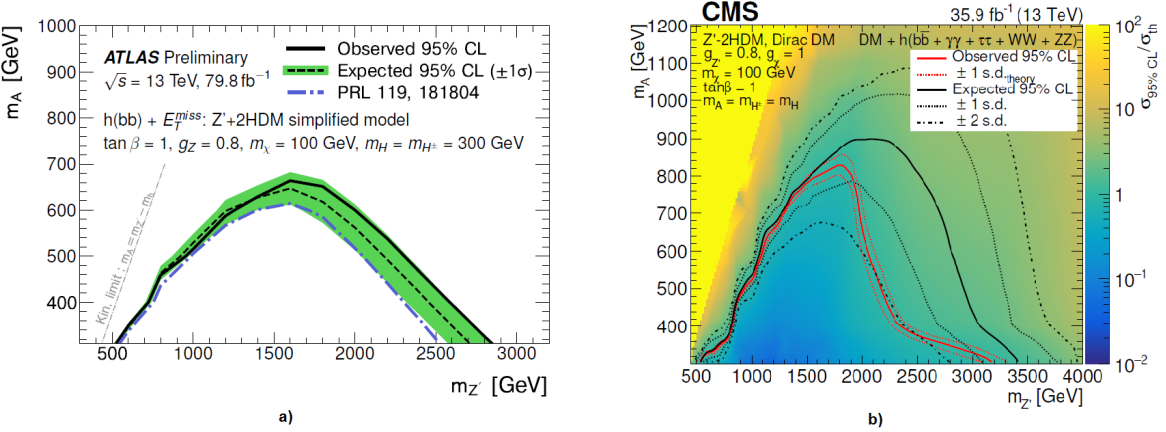 ATLAS Preliminary
√s = 13 TeV, 79.8 fb⁻¹
Observed 95% CL
Expected 95% CL (±1σ)
PRL 119, 181804
h(bb) + E_T^miss: Z'+2HDM simplified model
tan β = 1, g_Z = 0.8, m_χ = 100 GeV, m_H = m_H± = 300 GeV
Kin. limit : m_A = m_Z' - m_h
m_A [GeV]
1000
900
800
700
600
500
400
500 1000 1500 2000 2500 3000
m_Z' [GeV]
a)
CMS
35.9 fb⁻¹ (13 TeV)
Z'-2HDM, Dirac DM DM + h(bb̄ + γγ + ττ + WW + ZZ)
g_Z' = 0.8, g_χ = 1
m_χ = 100 GeV
tanβ = 1
m_A = m_H± = m_H
Observed 95% CL
± 1 s.d._theory
Expected 95% CL
± 1 s.d.
± 2 s.d.
m_A [GeV]
1200
1100
1000
900
800
700
600
500
400
500 1000 1500 2000 2500 3000 3500 4000
m_Z' [GeV]
σ_95% CL/σ_th
10²
10
1
10⁻¹
10⁻²
b)